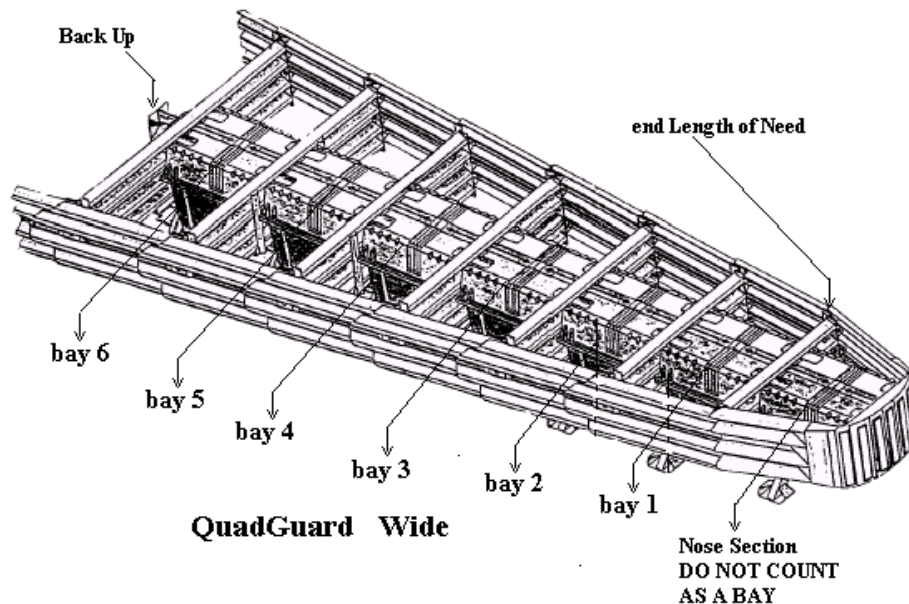 Back Up
end Length of Need
bay 6
bay 5
bay 4
bay 3
bay 2
bay 1
QuadGuard Wide
Nose Section
DO NOT COUNT
AS A BAY